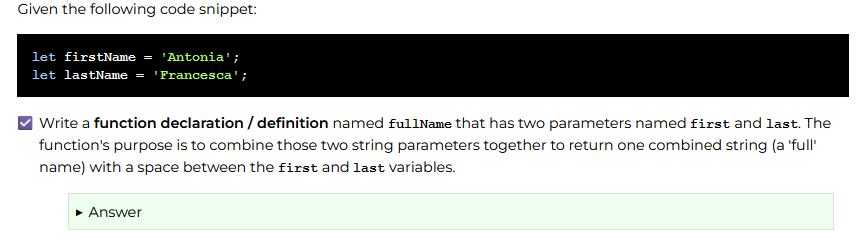 Given the following code snippet:
let firstName = 'Antonia';
let lastName = 'Francesca';
Write a function declaration / definition named fullName that has two parameters named first and last. The
function's purpose is to combine those two string parameters together to return one combined string (a 'full'
name) with a space between the first and last variables.
▸ Answer